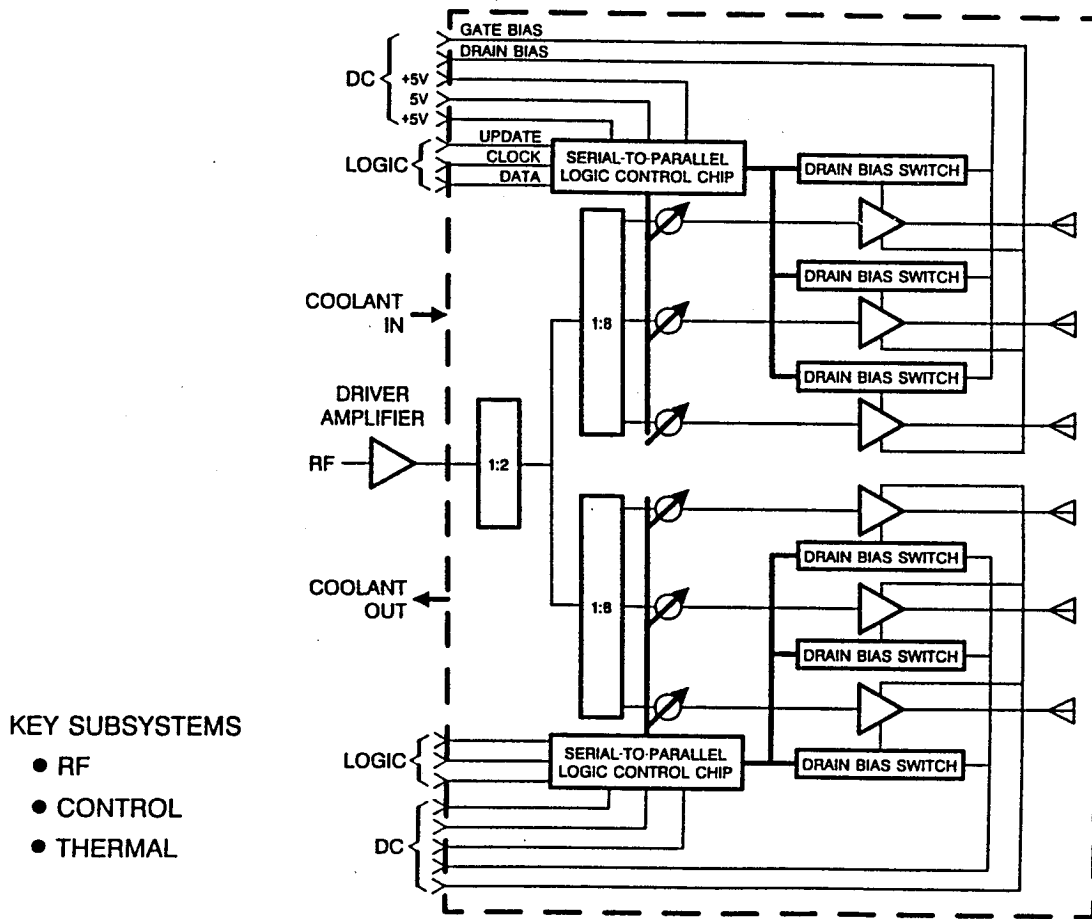 GATE BIAS
DRAIN BIAS
DC
+5V
5V
+5V
UPDATE
LOGIC
CLOCK
DATA
SERIAL-TO-PARALLEL
LOGIC CONTROL CHIP
DRAIN BIAS SWITCH
DRAIN BIAS SWITCH
DRAIN BIAS SWITCH
COOLANT
IN
1:8
DRIVER
AMPLIFIER
RF
1:2
COOLANT
OUT
1:8
DRAIN BIAS SWITCH
DRAIN BIAS SWITCH
DRAIN BIAS SWITCH
LOGIC
SERIAL-TO-PARALLEL
LOGIC CONTROL CHIP
DC
KEY SUBSYSTEMS
● RF
● CONTROL
● THERMAL